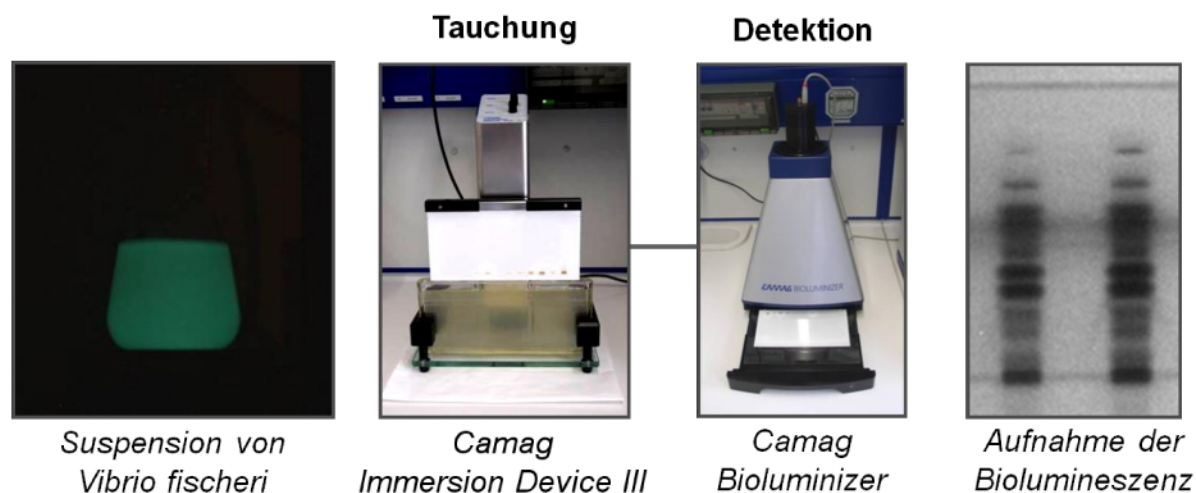 Tauchung
Detektion
CAMAG BIOLUMINIZER
Suspension von
Vibrio fischeri
Camag
Immersion Device III
Camag
Bioluminizer
Aufnahme der
Biolumineszenz